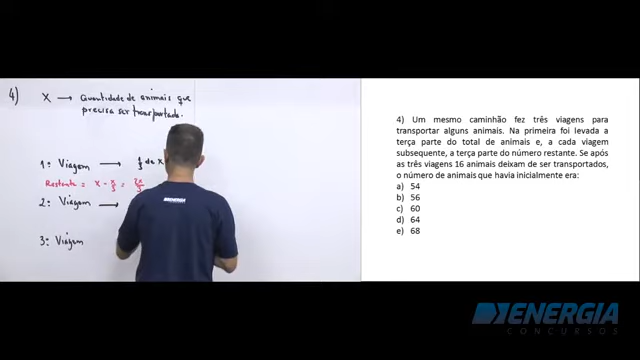 4)
X → Quantidade de animais que
precisa ser transportada.
1ª Viagem → 1/3 de X
Restante = X - X/3 = 2X/3
2ª Viagem →
3ª Viagem
ENERGIA
4) Um mesmo caminhão fez três viagens para
transportar alguns animais. Na primeira foi levada a
terça parte do total de animais e, a cada viagem
subsequente, a terça parte do número restante. Se após
as três viagens 16 animais deixam de ser transportados,
o número de animais que havia inicialmente era:
a) 54
b) 56
c) 60
d) 64
e) 68
ENERGIA
CONCURSOS